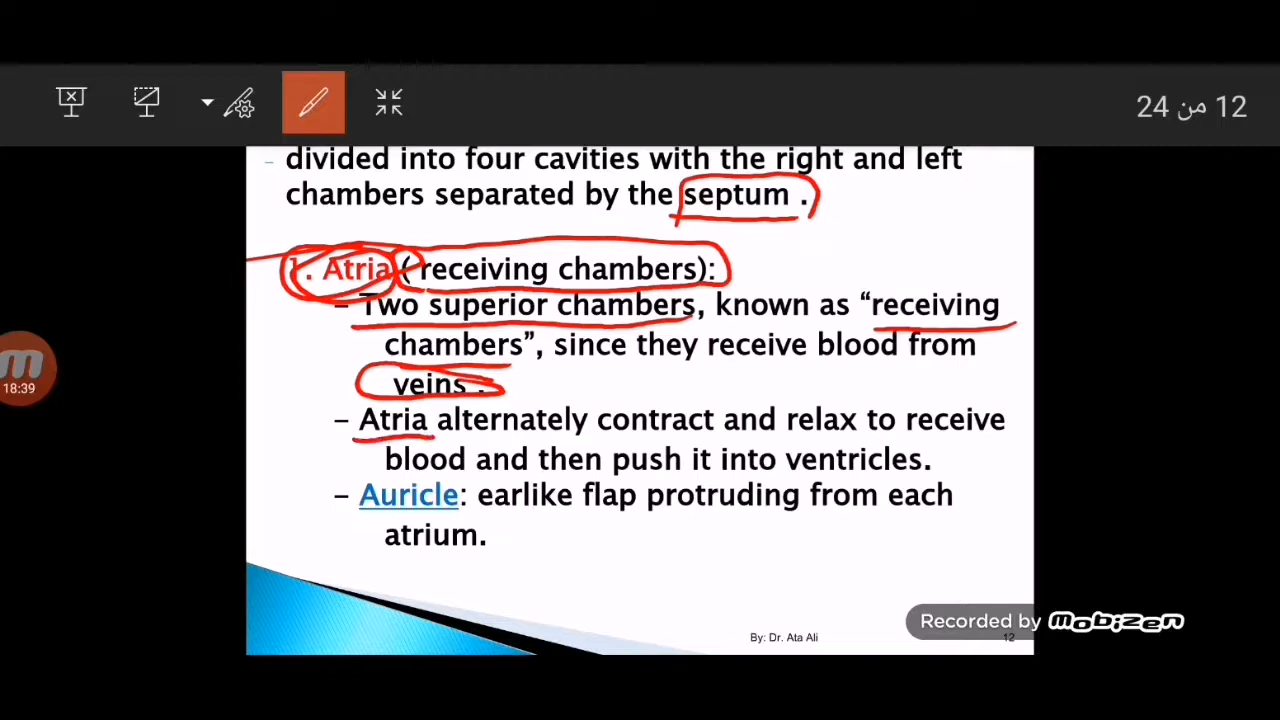 12 من 24
– divided into four cavities with the right and left
chambers separated by the septum .
1. Atria ( receiving chambers):
– Two superior chambers, known as “receiving
chambers”, since they receive blood from
veins .
– Atria alternately contract and relax to receive
blood and then push it into ventricles.
– Auricle: earlike flap protruding from each
atrium.
18:39
By: Dr. Ata Ali
12
Recorded by mobizen